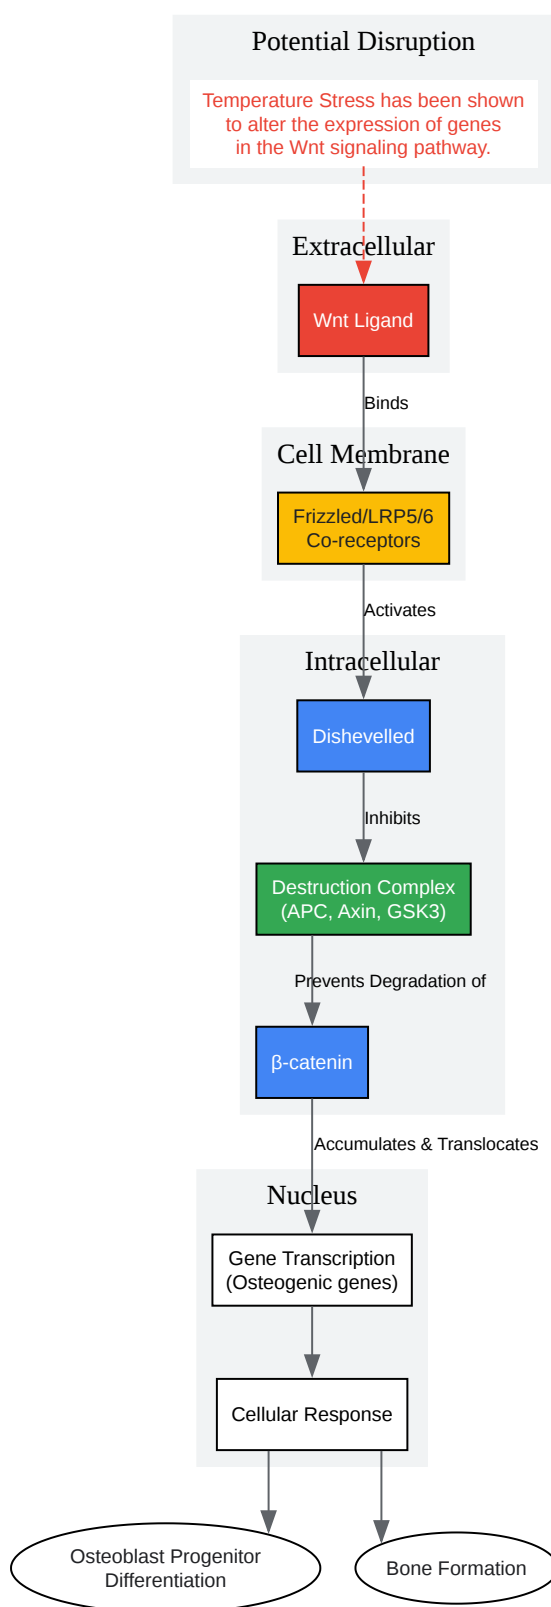 Potential Disruption
Temperature Stress has been shown
to alter the expression of genes
in the Wnt signaling pathway.
Extracellular
Wnt Ligand
Binds
Cell Membrane
Frizzled/LRP5/6
Co-receptors
Activates
Intracellular
Dishevelled
Inhibits
Destruction Complex
(APC, Axin, GSK3)
Prevents Degradation of
β-catenin
Accumulates & Translocates
Nucleus
Gene Transcription
(Osteogenic genes)
Cellular Response
Osteoblast Progenitor
Differentiation
Bone Formation